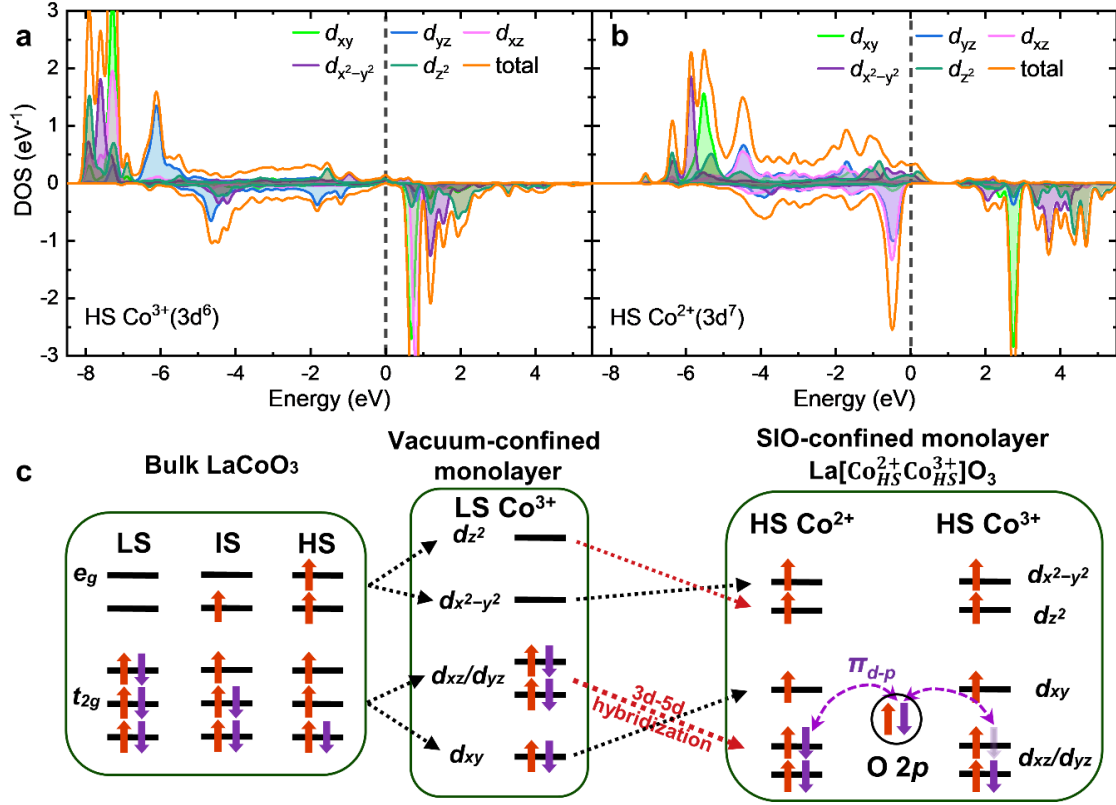 a
d_xy d_yz d_xz
d_x²−y² d_z² total
HS Co³⁺(3d⁶)
DOS (eV⁻¹)
3
2
1
0
-1
-2
-3
-8 -6 -4 -2 0 2 4
Energy (eV)
b
d_xy d_yz d_xz
d_x²−y² d_z² total
HS Co²⁺(3d⁷)
-8 -6 -4 -2 0 2 4
Energy (eV)
c
Bulk LaCoO₃
LS IS HS
e_g
t_2g
Vacuum-confined
monolayer
LS Co³⁺
d_z²
d_x²−y²
d_xz/d_yz
d_xy
3d-5d
hybridization
SIO-confined monolayer
La[Co²⁺_HS Co³⁺_HS]O₃
HS Co²⁺ HS Co³⁺
d_x²−y²
d_z²
d_xy
π_d-p
O 2p
d_xz/d_yz